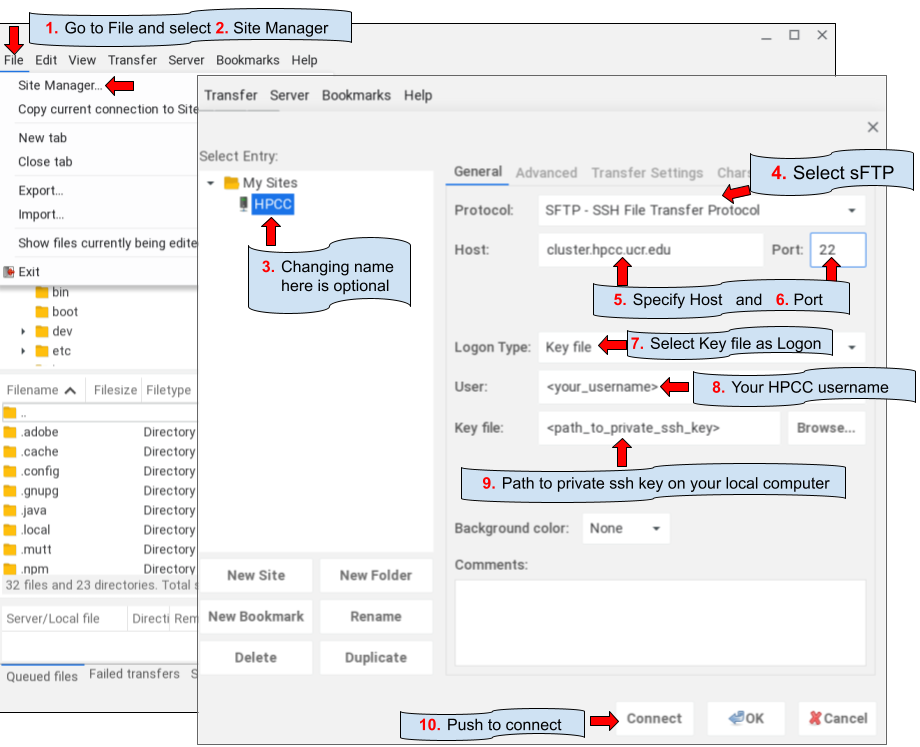 1. Go to File and select 2. Site Manager
File Edit View Transfer Server Bookmarks Help
Site Manager...
Copy current connection to Site
New tab
Close tab
Export...
Import...
Show files currently being edite
Exit
bin
boot
dev
etc
Filename Filesize Filetype
..
.adobe Directory
.cache Directory
.config Directory
.gnupg Directory
.java Directory
.local Directory
.mutt Directory
.npm Directory
32 files and 23 directories. Total s
Server/Local file Directi Rem
Queued files Failed transfers S
Transfer Server Bookmarks Help
Select Entry:
My Sites
HPCC
3. Changing name
here is optional
New Site New Folder
New Bookmark Rename
Delete Duplicate
General Advanced Transfer Settings Chars
4. Select sFTP
Protocol: SFTP - SSH File Transfer Protocol
Host: cluster.hpcc.ucr.edu Port: 22
5. Specify Host and 6. Port
Logon Type: Key file 7. Select Key file as Logon
User: <your_username> 8. Your HPCC username
Key file: <path_to_private_ssh_key> Browse...
9. Path to private ssh key on your local computer
Background color: None
Comments:
10. Push to connect
Connect OK Cancel